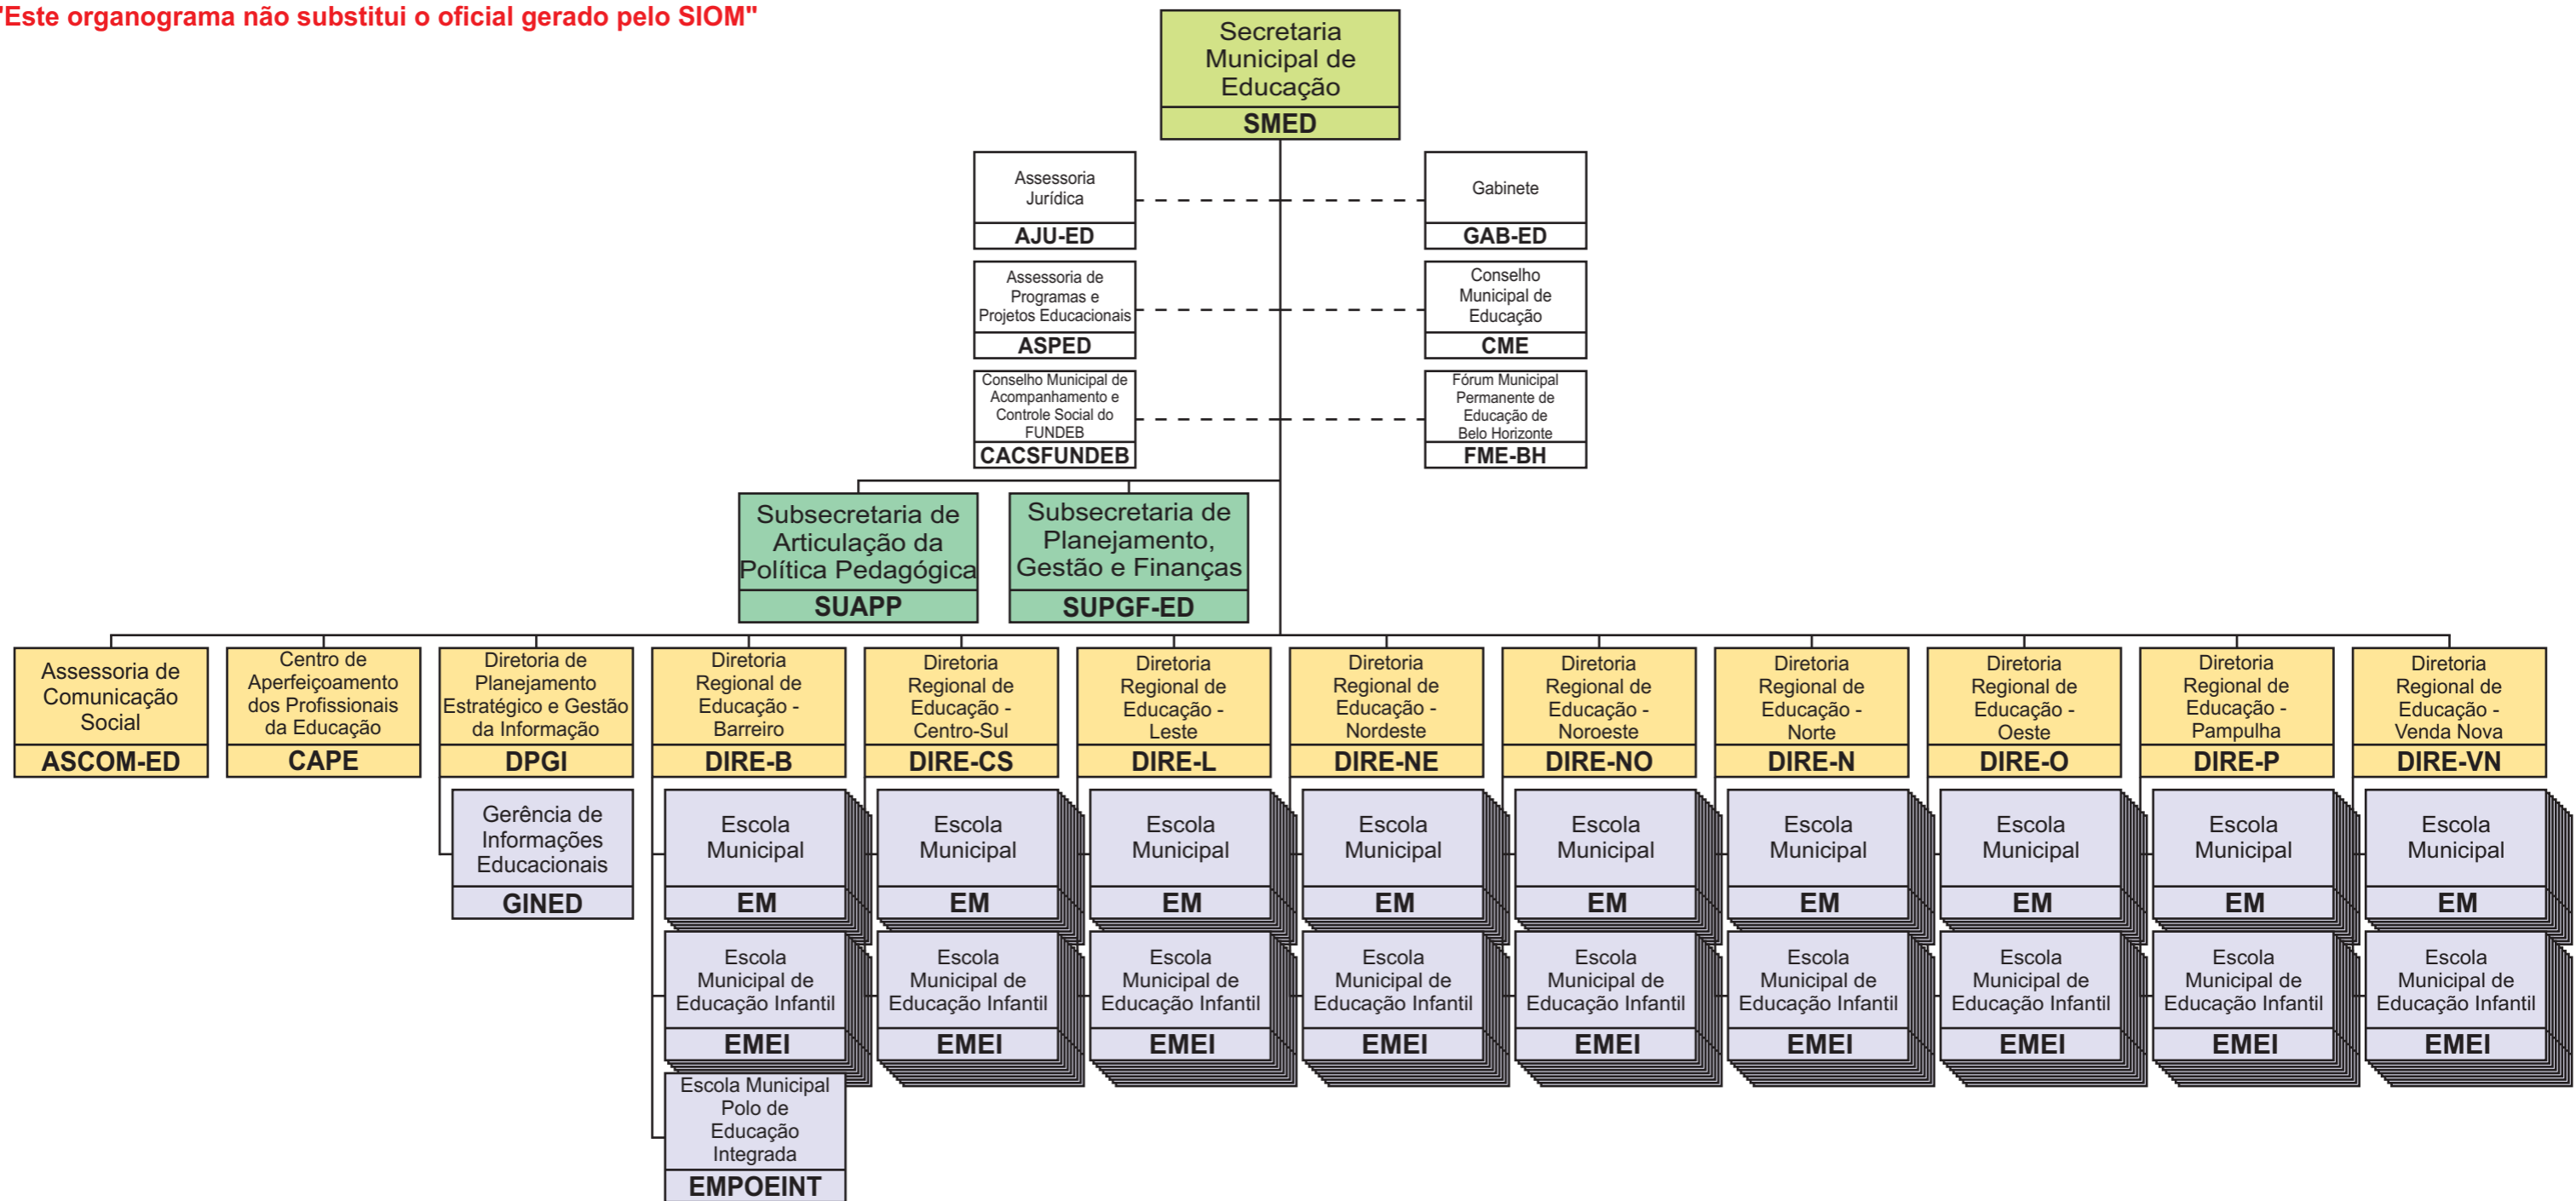 "Este organograma não substitui o oficial gerado pelo SIOM"
Secretaria
Municipal de
Educação
SMED
Assessoria
Jurídica
AJU-ED
Gabinete
GAB-ED
Assessoria de
Programas e
Projetos Educacionais
ASPED
Conselho
Municipal de
Educação
CME
Conselho Municipal de
Acompanhamento e
Controle Social do
FUNDEB
CACSFUNDEB
Fórum Municipal
Permanente de
Educação de
Belo Horizonte
FME-BH
Subsecretaria de
Articulação da
Política Pedagógica
SUAPP
Subsecretaria de
Planejamento,
Gestão e Finanças
SUPGF-ED
Assessoria de
Comunicação
Social
ASCOM-ED
Centro de
Aperfeiçoamento
dos Profissionais
da Educação
CAPE
Diretoria de
Planejamento
Estratégico e Gestão
da Informação
DPGI
Diretoria
Regional de
Educação -
Barreiro
DIRE-B
Diretoria
Regional de
Educação -
Centro-Sul
DIRE-CS
Diretoria
Regional de
Educação -
Leste
DIRE-L
Diretoria
Regional de
Educação -
Nordeste
DIRE-NE
Diretoria
Regional de
Educação -
Noroeste
DIRE-NO
Diretoria
Regional de
Educação -
Norte
DIRE-N
Diretoria
Regional de
Educação -
Oeste
DIRE-O
Diretoria
Regional de
Educação -
Pampulha
DIRE-P
Diretoria
Regional de
Educação -
Venda Nova
DIRE-VN
Gerência de
Informações
Educacionais
GINED
Escola
Municipal
EM
Escola
Municipal
EM
Escola
Municipal
EM
Escola
Municipal
EM
Escola
Municipal
EM
Escola
Municipal
EM
Escola
Municipal
EM
Escola
Municipal
EM
Escola
Municipal
EM
Escola
Municipal de
Educação Infantil
EMEI
Escola
Municipal de
Educação Infantil
EMEI
Escola
Municipal de
Educação Infantil
EMEI
Escola
Municipal de
Educação Infantil
EMEI
Escola
Municipal de
Educação Infantil
EMEI
Escola
Municipal de
Educação Infantil
EMEI
Escola
Municipal de
Educação Infantil
EMEI
Escola
Municipal de
Educação Infantil
EMEI
Escola
Municipal de
Educação Infantil
EMEI
Escola Municipal
Polo de
Educação
Integrada
EMPOEINT